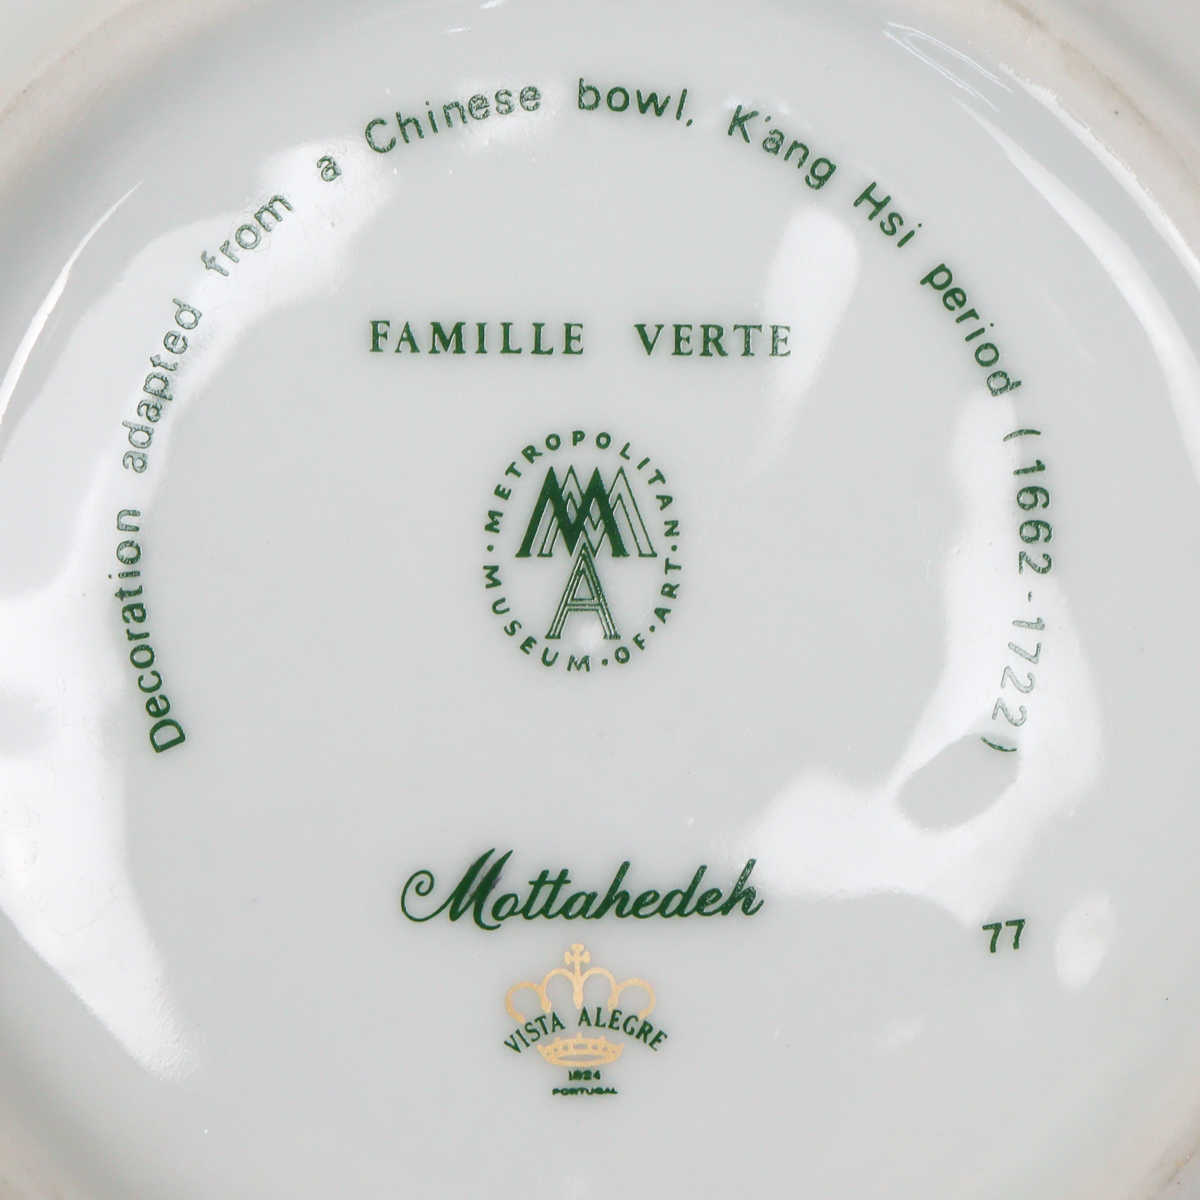 Decoration adapted from a Chinese bowl, K'ang Hsi period (1662-1722)
FAMILLE VERTE
METROPOLITAN · MUSEUM · OF · ART ·
MMA
Mottahedeh
77
VISTA ALEGRE
1824
PORTUGAL